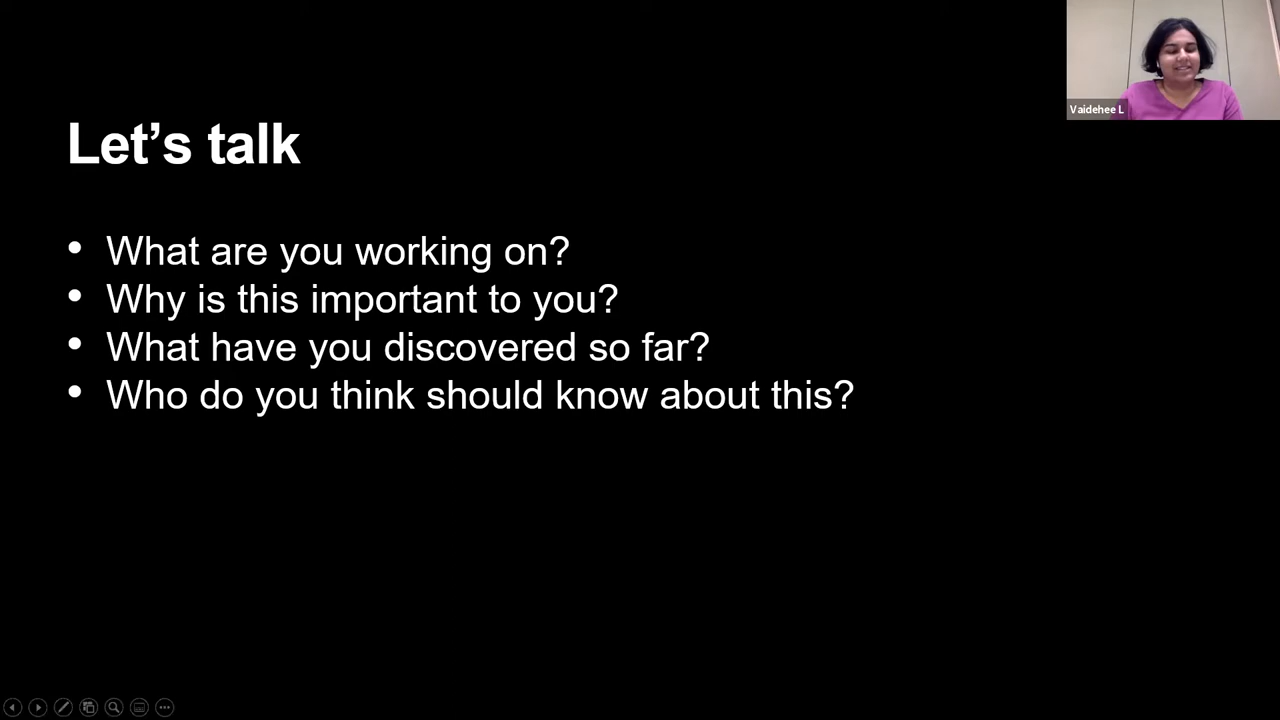 Vaidehee L
Let’s talk
• What are you working on?
• Why is this important to you?
• What have you discovered so far?
• Who do you think should know about this?